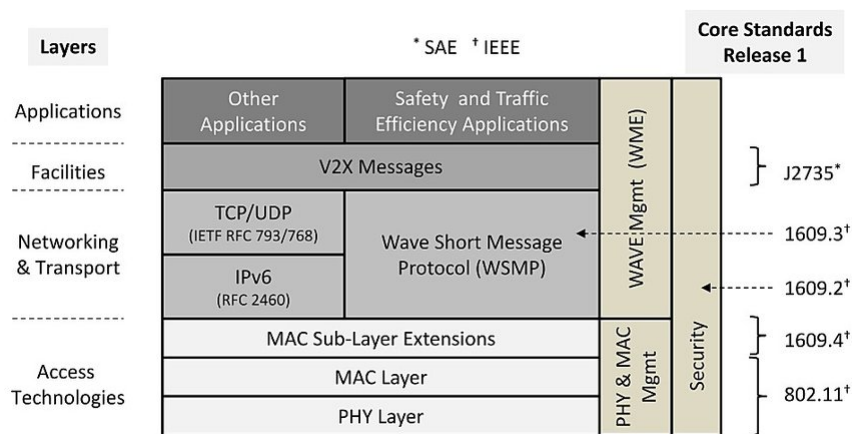 Layers
* SAE † IEEE
Core Standards
Release 1
Applications
Other
Applications
Safety and Traffic
Efficiency Applications
WAVE Mgmt (WME)
Security
Facilities
V2X Messages
J2735*
Networking
& Transport
TCP/UDP
(IETF RFC 793/768)
Wave Short Message
Protocol (WSMP)
1609.3†
IPv6
(RFC 2460)
1609.2†
Access
Technologies
MAC Sub-Layer Extensions
PHY & MAC
Mgmt
1609.4†
MAC Layer
802.11†
PHY Layer